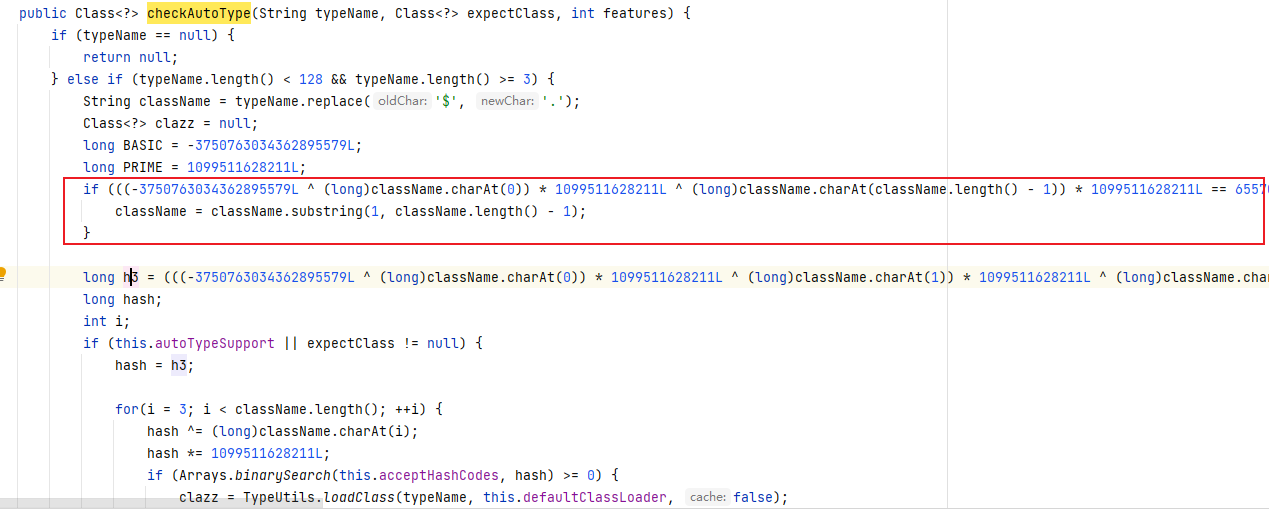 public Class<?> checkAutoType(String typeName, Class<?> expectClass, int features) {
if (typeName == null) {
return null;
} else if (typeName.length() < 128 && typeName.length() >= 3) {
String className = typeName.replace( oldChar: '$', newChar: '.');
Class<?> clazz = null;
long BASIC = -3750763034362895579L;
long PRIME = 1099511628211L;
if (((-3750763034362895579L ^ (long)className.charAt(0)) * 1099511628211L ^ (long)className.charAt(className.length() - 1)) * 1099511628211L == 6557
className = className.substring(1, className.length() - 1);
}
long h3 = (((-3750763034362895579L ^ (long)className.charAt(0)) * 1099511628211L ^ (long)className.charAt(1)) * 1099511628211L ^ (long)className.cha
long hash;
int i;
if (this.autoTypeSupport || expectClass != null) {
hash = h3;
for(i = 3; i < className.length(); ++i) {
hash ^= (long)className.charAt(i);
hash *= 1099511628211L;
if (Arrays.binarySearch(this.acceptHashCodes, hash) >= 0) {
clazz = TypeUtils.loadClass(typeName, this.defaultClassLoader, cache: false);